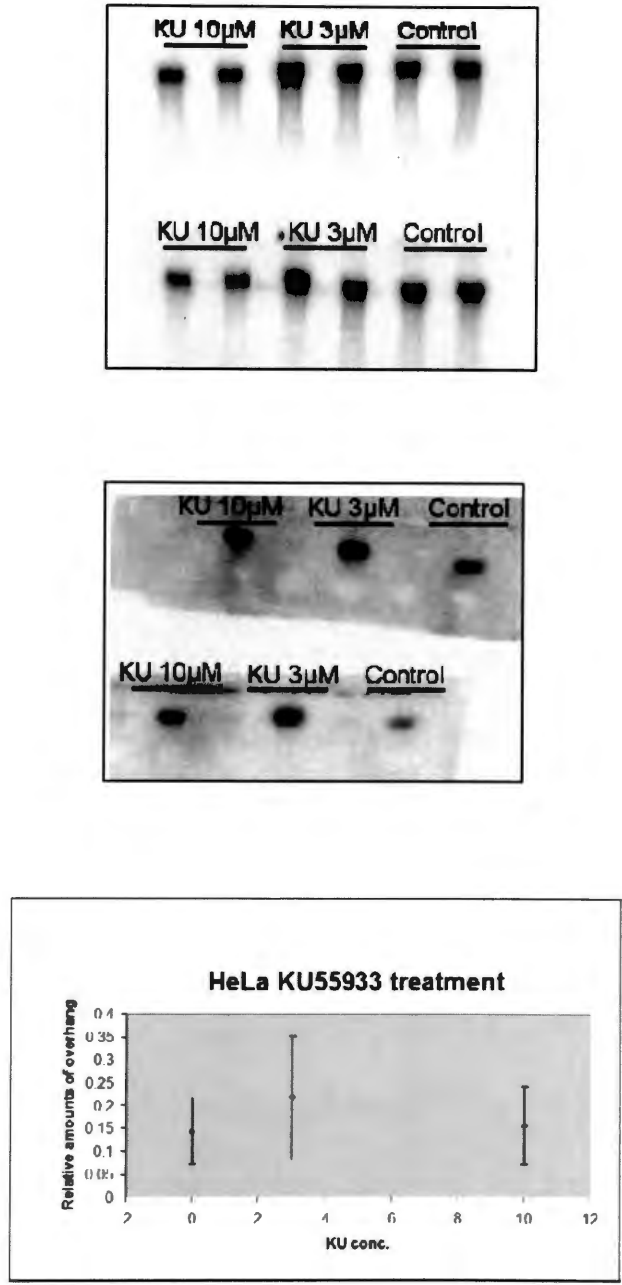 KU 10µM KU 3µM Control
KU 10µM KU 3µM Control
KU 10µM KU 3µM Control
KU 10µM KU 3µM Control
HeLa KU55933 treatment
Relative amounts of overhang
0.4
0.35
0.3
0.25
0.2
0.15
0.1
0.05
0
2 0 2 4 6 8 10 12
KU conc.